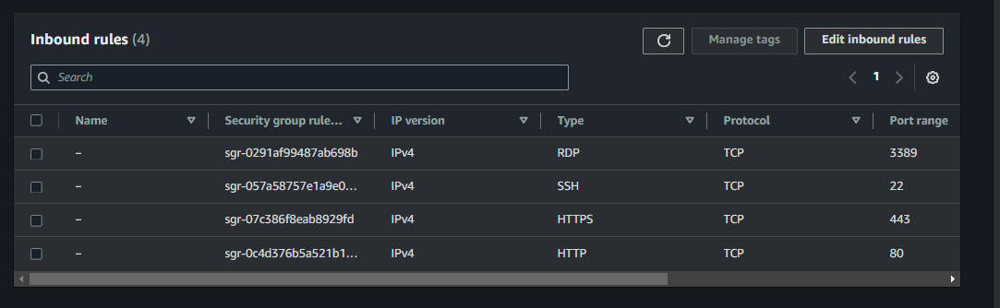 Inbound rules (4)
Manage tags
Edit inbound rules
Search
1
Name Security group rule... IP version Type Protocol Port range
– sgr-0291af99487ab698b IPv4 RDP TCP 3389
– sgr-057a58757e1a9e0... IPv4 SSH TCP 22
– sgr-07c386f8eab8929fd IPv4 HTTPS TCP 443
– sgr-0c4d376b5a521b1... IPv4 HTTP TCP 80